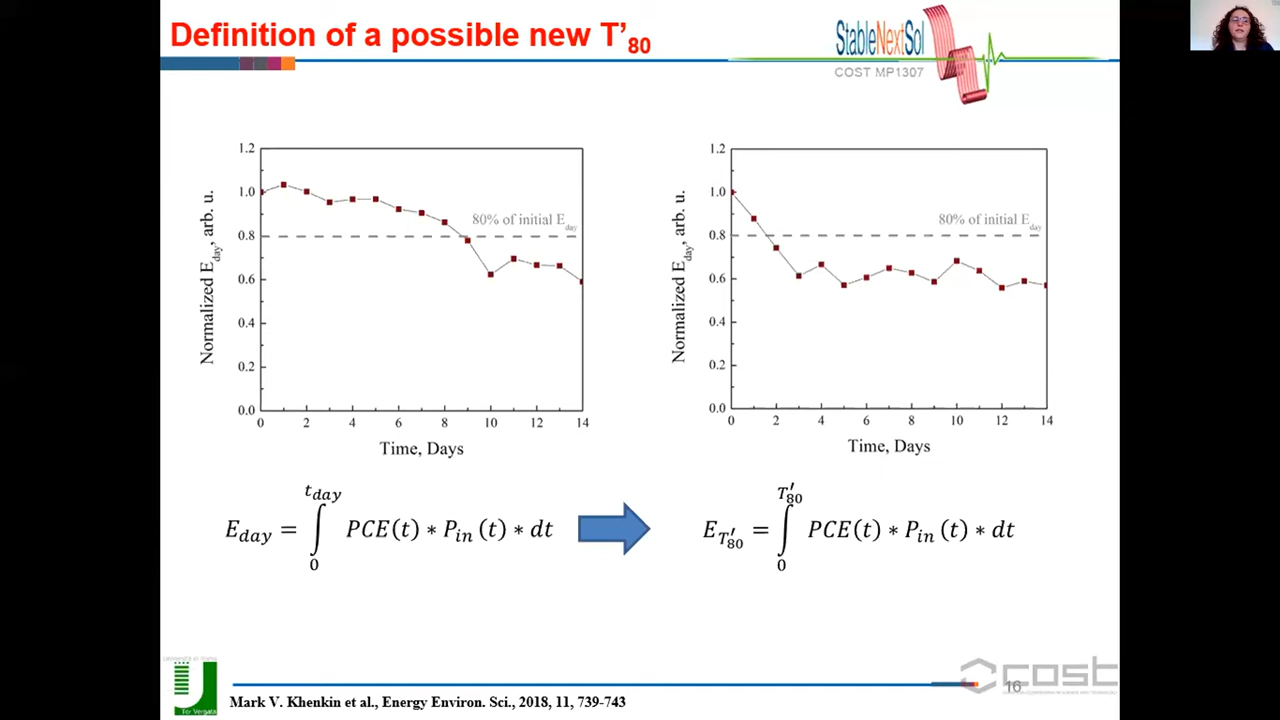 Definition of a possible new T’80
StableNextSol
COST MP1307
1.2
1.0
0.8
0.6
0.4
0.2
0.0
Normalized Eday, arb. u.
80% of initial Eday
0 2 4 6 8 10 12 14
Time, Days
1.2
1.0
0.8
0.6
0.4
0.2
0.0
Normalized Eday, arb. u.
80% of initial Eday
0 2 4 6 8 10 12 14
Time, Days
Eday = ∫0^tday PCE(t) ∗ Pin (t) ∗ dt
ET′80 = ∫0^T′80 PCE(t) ∗ Pin (t) ∗ dt
Tor Vergata
cost
16
Mark V. Khenkin et al., Energy Environ. Sci., 2018, 11, 739-743